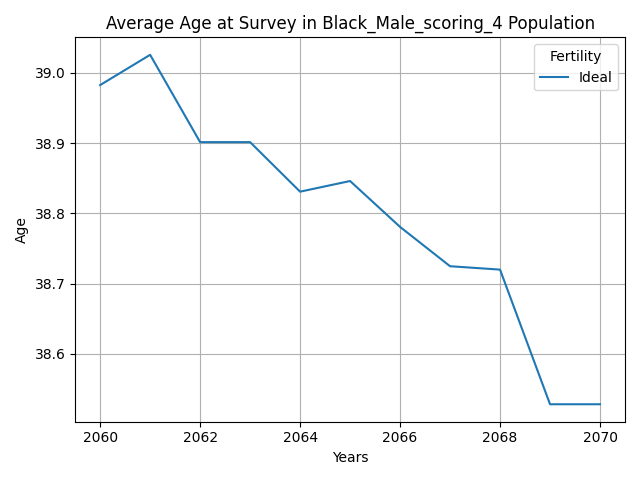 Average Age at Survey in Black_Male_scoring_4 Population
Fertility
Ideal
39.0
38.9
38.8
38.7
38.6
Age
2060
2062
2064
2066
2068
2070
Years